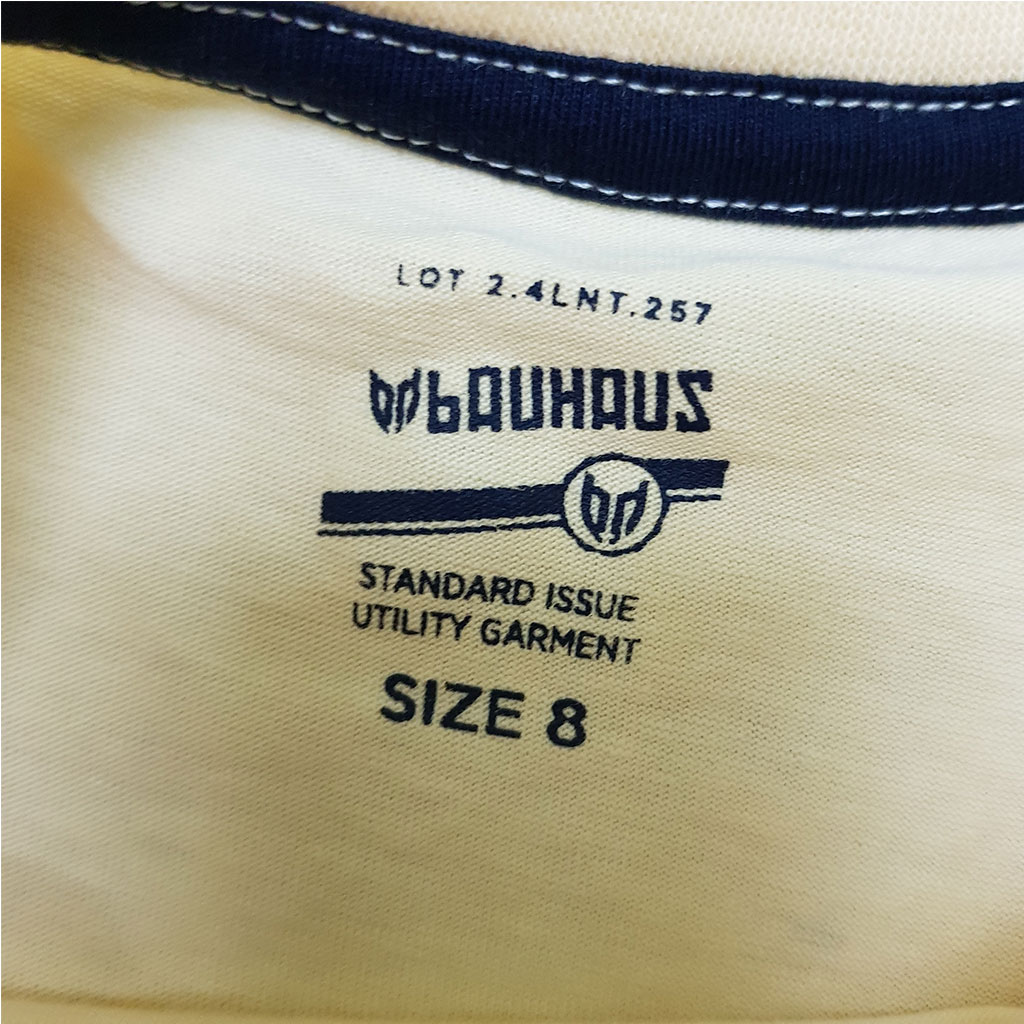 LOT 2.4LNT.257
bAUHAUS
STANDARD ISSUE
UTILITY GARMENT
SIZE 8